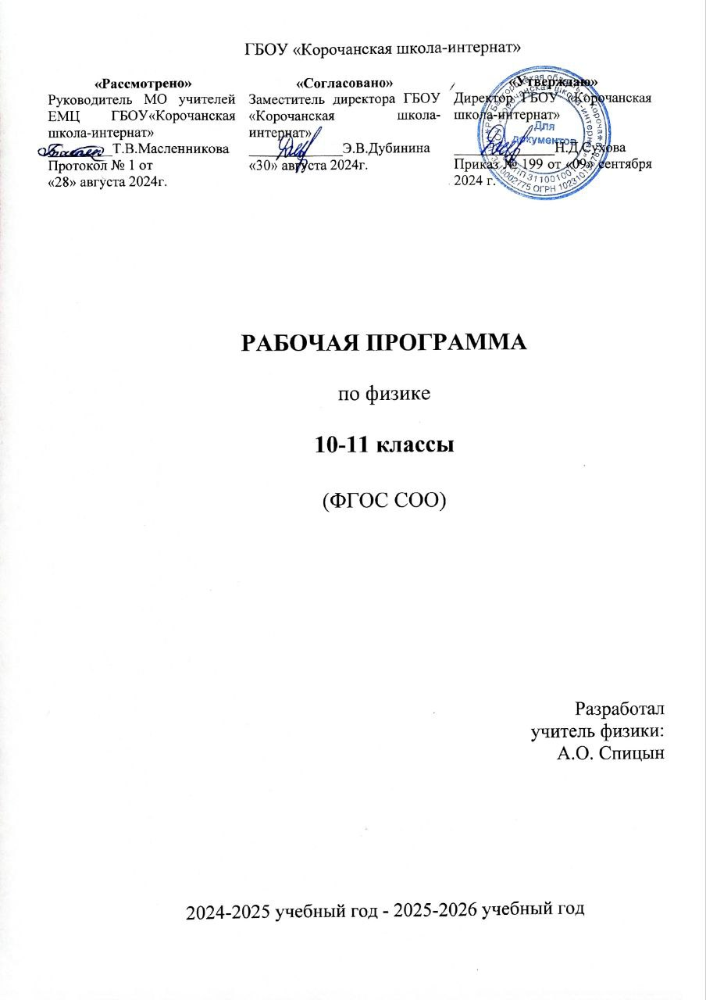 ГБОУ «Корочанская школа-интернат»
«Рассмотрено»
Руководитель МО учителей
ЕМЦ ГБОУ«Корочанская
школа-интернат»
Т.В.Масленникова
Протокол № 1 от
«28» августа 2024г.
«Согласовано»
Заместитель директора ГБОУ
«Корочанская школа-
интернат»
Э.В.Дубинина
«30» августа 2024г.
«Утверждаю»
Директор ГБОУ «Корочанская
школа-интернат»
Н.Д.Сухова
Приказ № 199 от «09» сентября
2024 г.
Для
документов
РАБОЧАЯ ПРОГРАММА
по физике
10-11 классы
(ФГОС СОО)
Разработал
учитель физики:
А.О. Спицын
2024-2025 учебный год - 2025-2026 учебный год